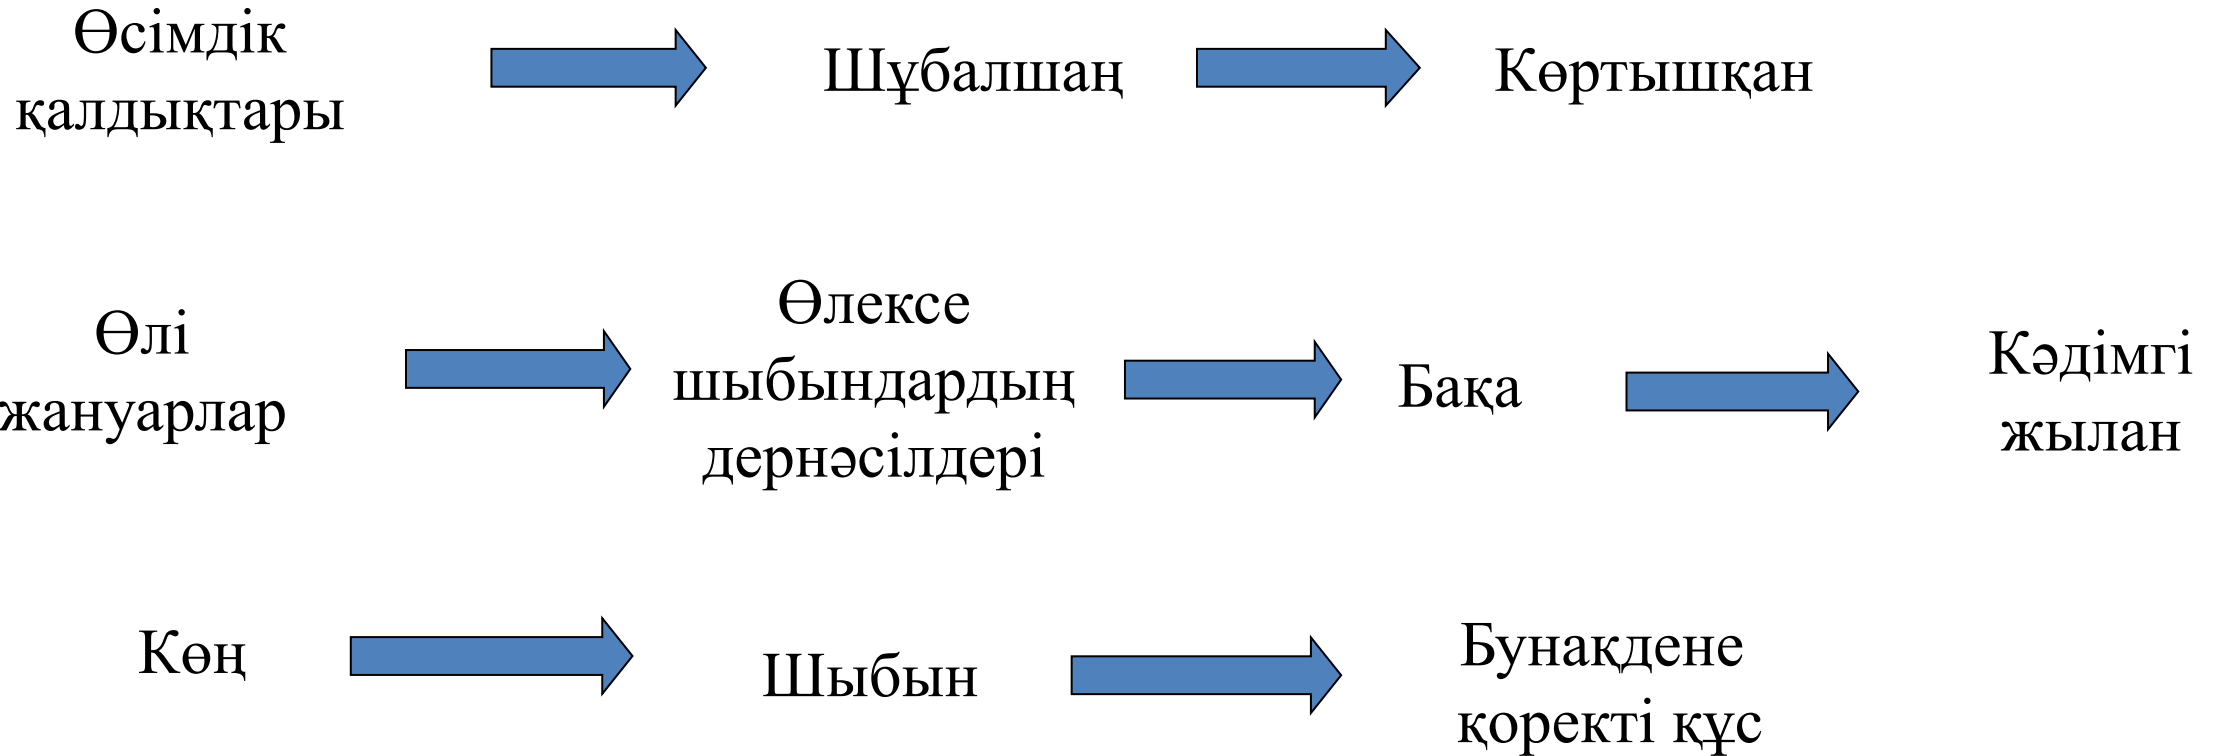 Өсімдік
қалдықтары
Шұбалшаң
Көртышқан
Өлі
жануарлар
Өлексе
шыбындардың
дернәсілдері
Бақа
Кәдімгі
жылан
Көң
Шыбын
Бунақдене
қоректі құс